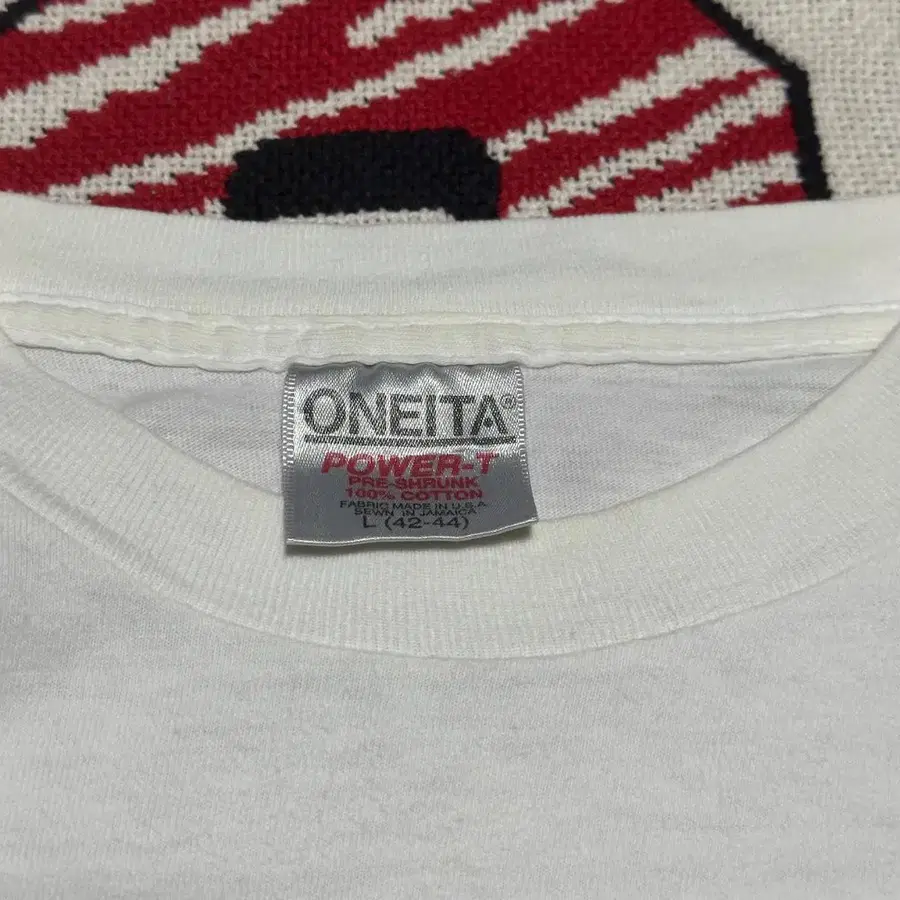 ONEITA®
POWER-T
PRE-SHRUNK
100% COTTON
FABRIC MADE IN U.S.A.
SEWN IN JAMAICA
L (42-44)